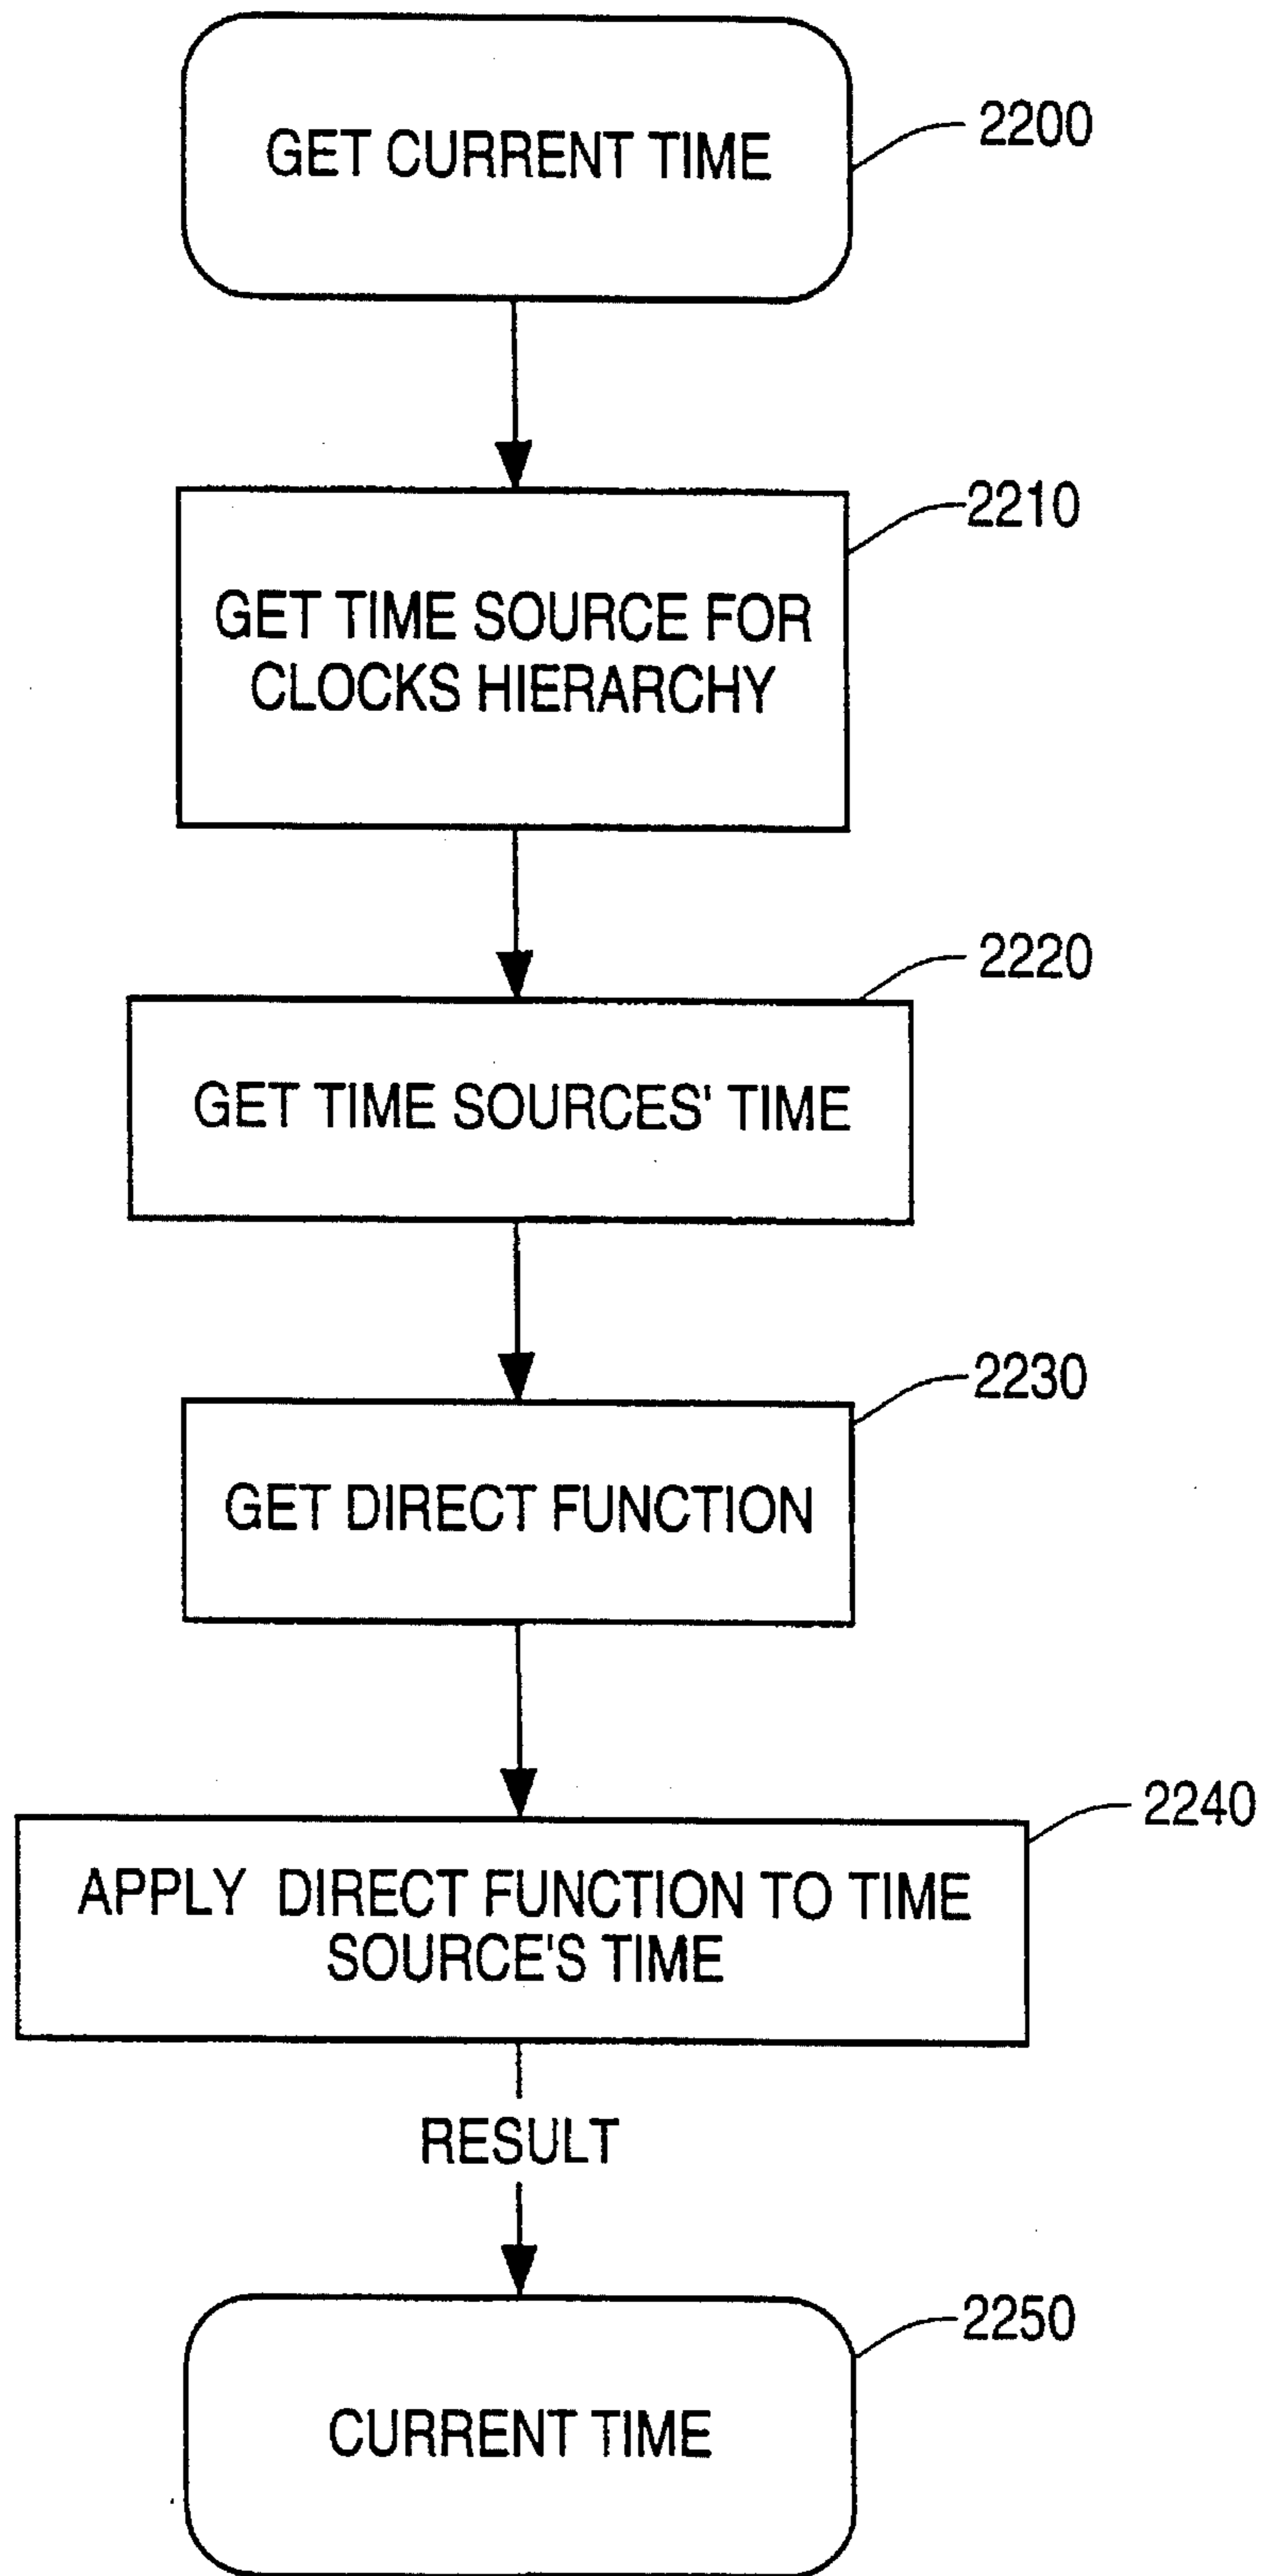 GET CURRENT TIME
2200
2210
GET TIME SOURCE FOR
CLOCKS HIERARCHY
2220
GET TIME SOURCES' TIME
2230
GET DIRECT FUNCTION
2240
APPLY DIRECT FUNCTION TO TIME
SOURCE'S TIME
RESULT
2250
CURRENT TIME